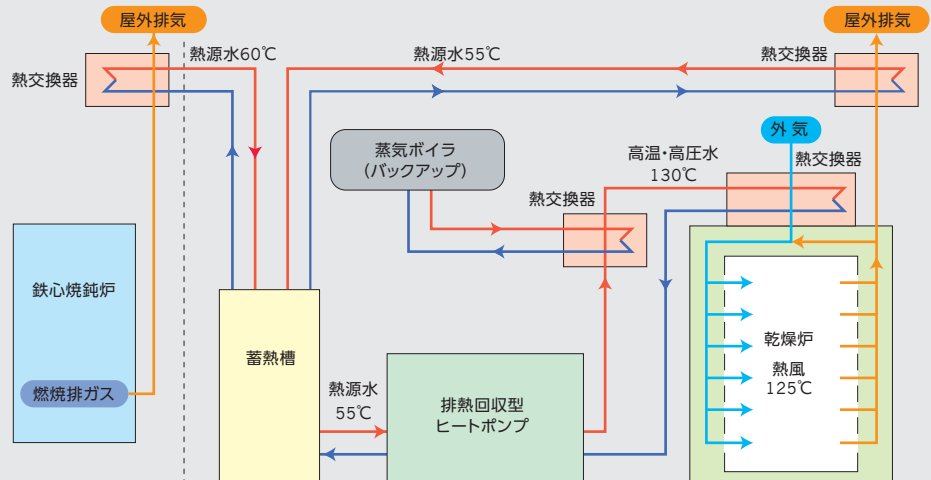 屋外排気
屋外排気
熱源水60℃
熱源水55℃
熱交換器
熱交換器
外 気
蒸気ボイラ
(バックアップ)
高温・高圧水
130℃
熱交換器
熱交換器
鉄心焼鈍炉
乾燥炉
熱風
125℃
蓄熱槽
熱源水
55℃
燃焼排ガス
排熱回収型
ヒートポンプ